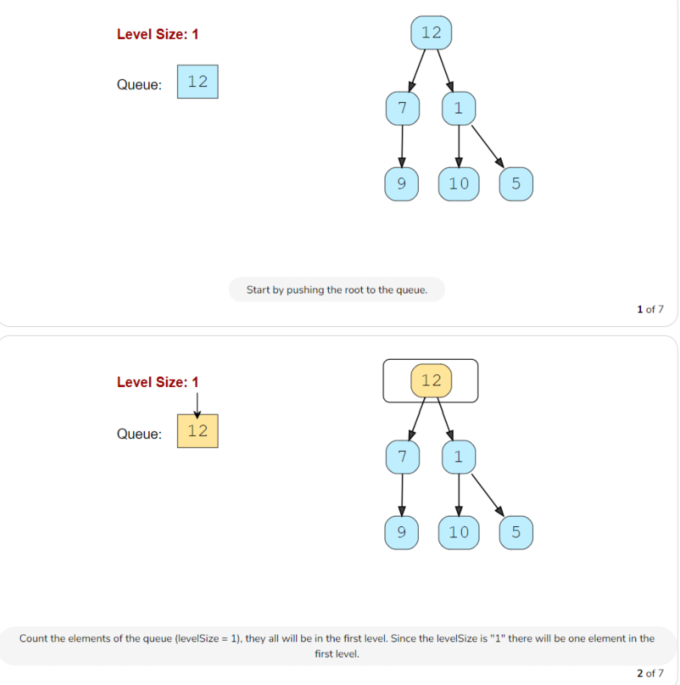 Level Size: 1
12
Queue: 12
7 1
9 10 5
Start by pushing the root to the queue.
1 of 7
Level Size: 1
12
Queue: 12
7 1
9 10 5
Count the elements of the queue (levelSize = 1), they all will be in the first level. Since the levelSize is "1" there will be one element in the
first level.
2 of 7